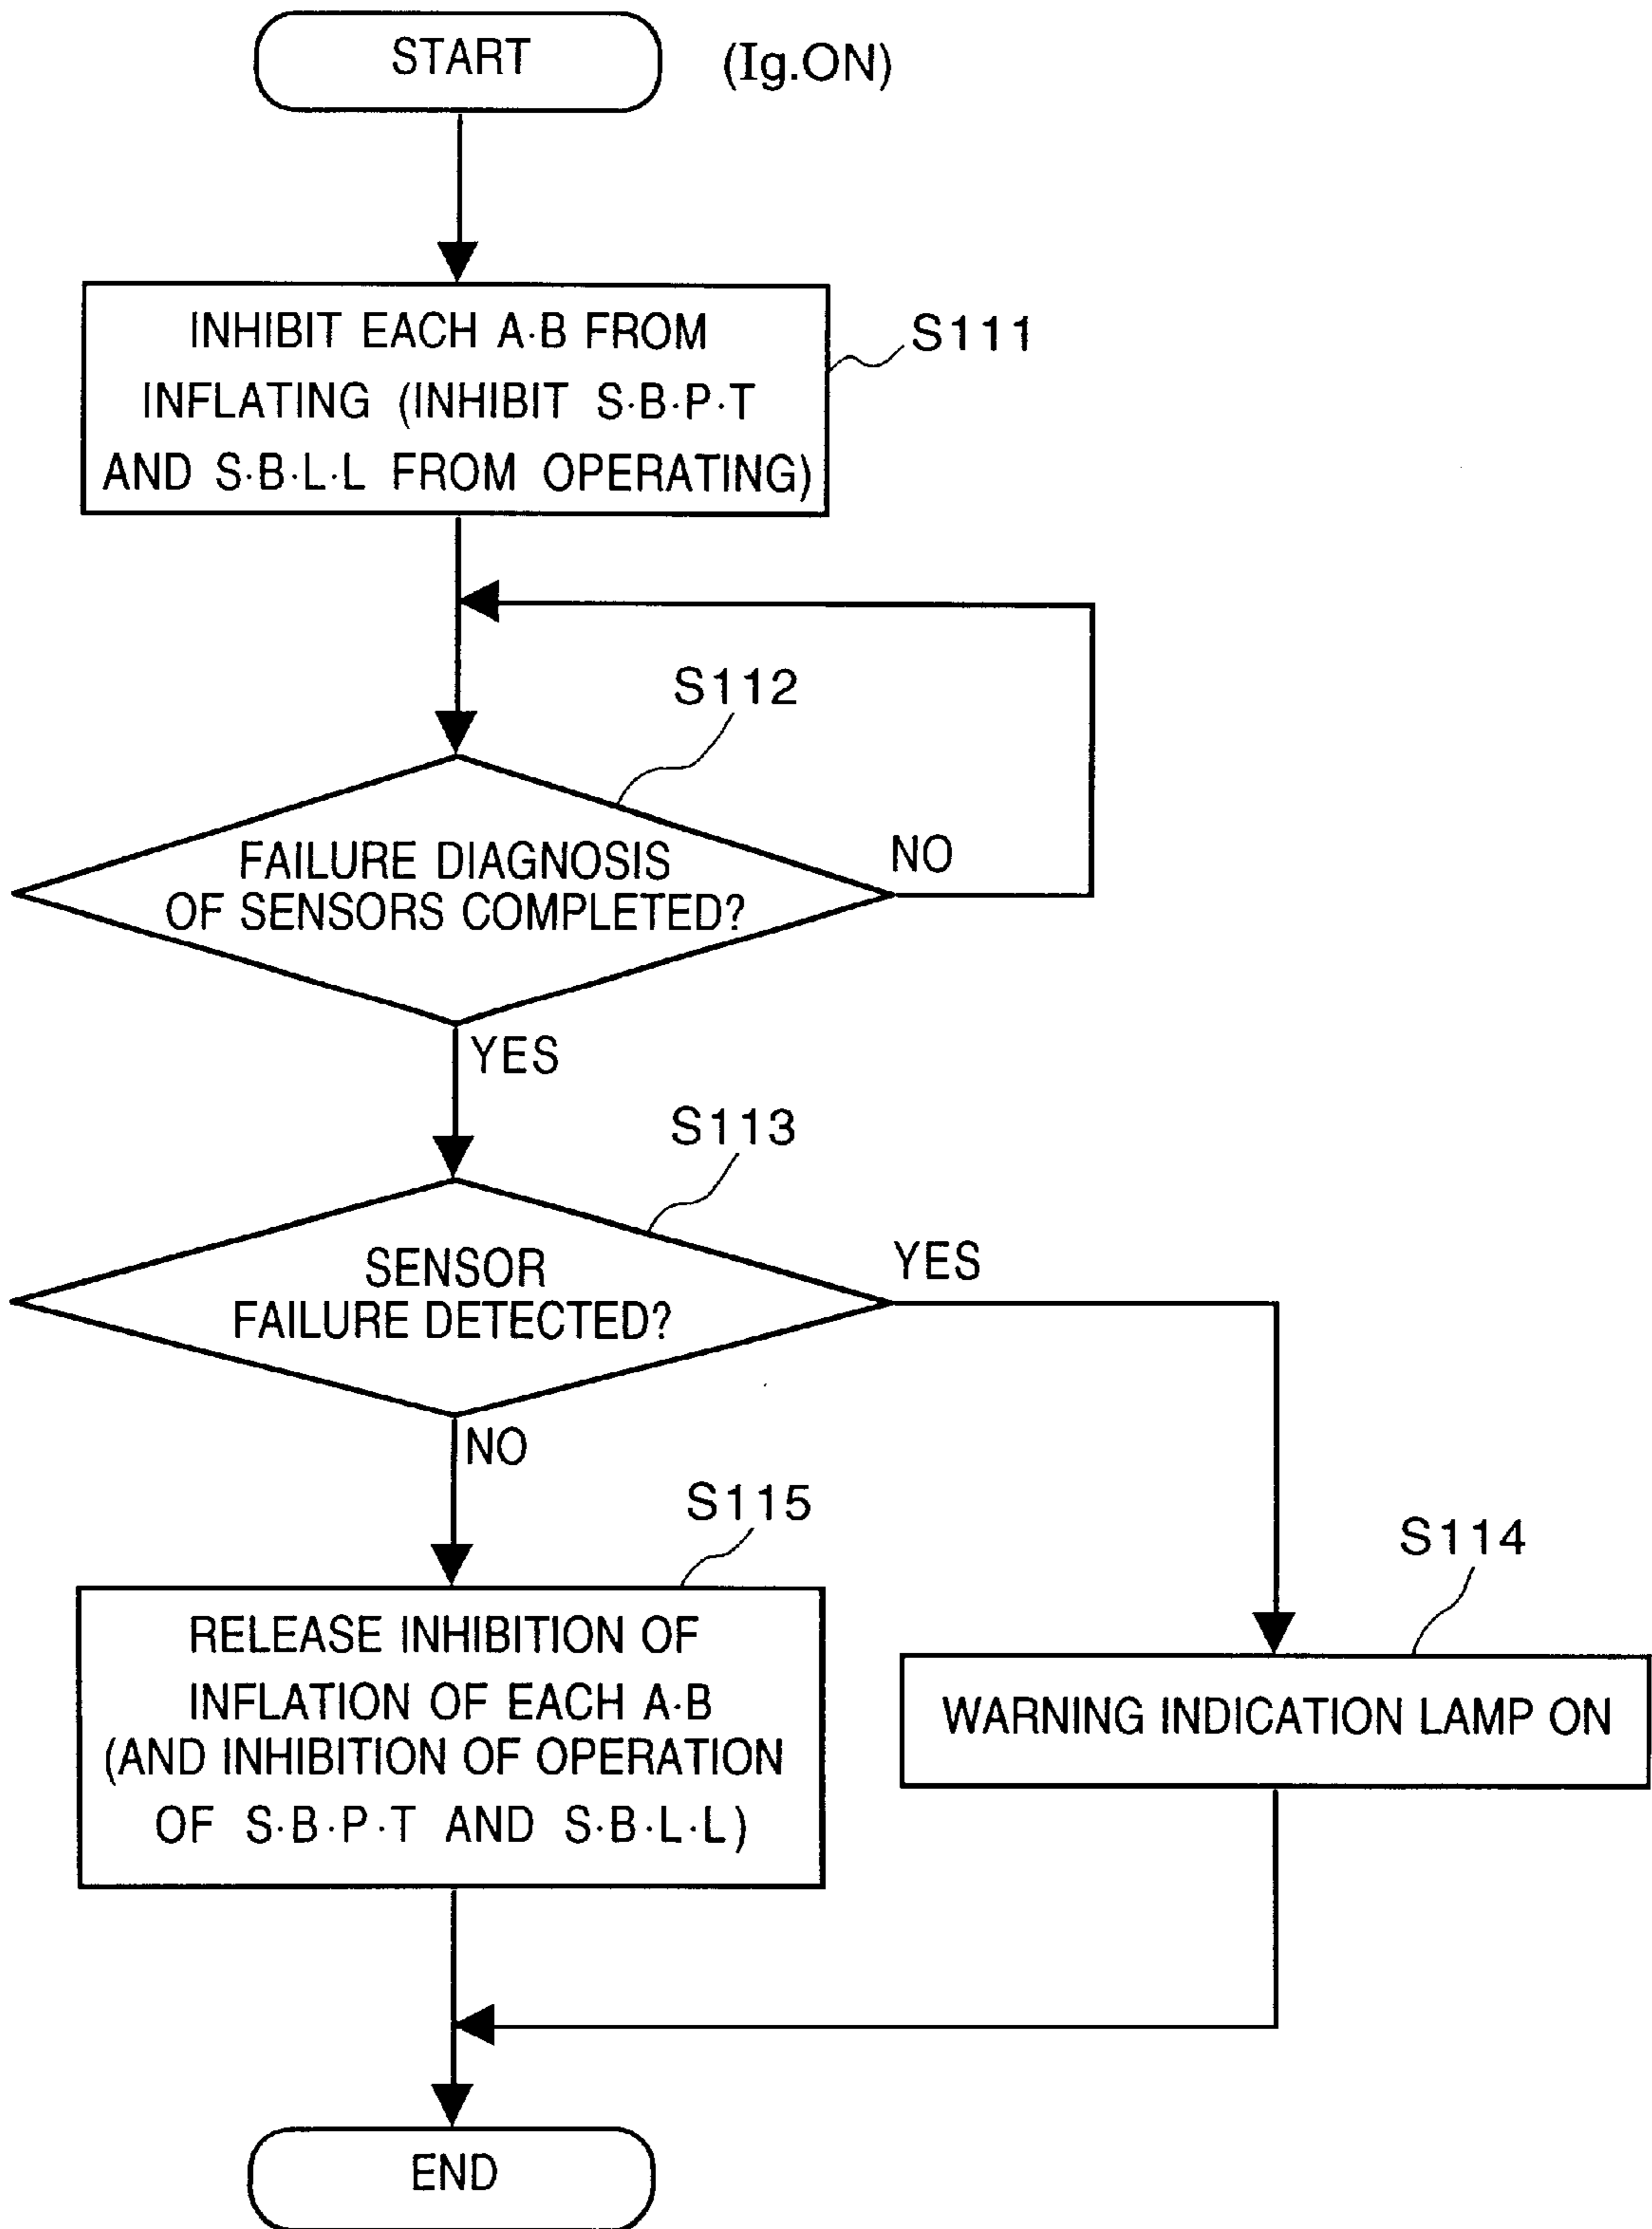 START
(Ig.ON)
INHIBIT EACH A·B FROM
INFLATING (INHIBIT S·B·P·T
AND S·B·L·L FROM OPERATING)
S111
S112
FAILURE DIAGNOSIS
OF SENSORS COMPLETED?
NO
YES
S113
SENSOR
FAILURE DETECTED?
YES
NO
S115
RELEASE INHIBITION OF
INFLATION OF EACH A·B
(AND INHIBITION OF OPERATION
OF S·B·P·T AND S·B·L·L)
S114
WARNING INDICATION LAMP ON
END